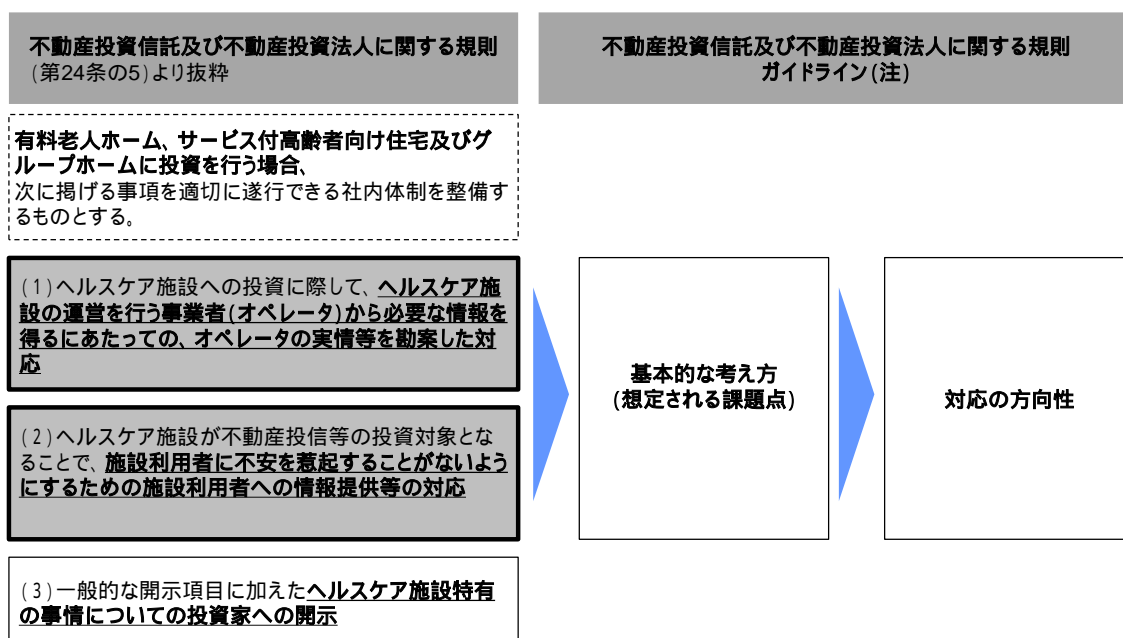 不動産投資信託及び不動産投資法人に関する規則
(第24条の5)より抜粋
不動産投資信託及び不動産投資法人に関する規則
ガイドライン(注)
有料老人ホーム、サービス付高齢者向け住宅及びグ
ループホームに投資を行う場合、
次に掲げる事項を適切に遂行できる社内体制を整備す
るものとする。
(1)ヘルスケア施設への投資に際して、ヘルスケア施
設の運営を行う事業者(オペレータ)から必要な情報を
得るにあたっての、オペレータの実情等を勘案した対
応
(2)ヘルスケア施設が不動産投信等の投資対象とな
ることで、施設利用者に不安を惹起することがないよう
にするための施設利用者への情報提供等の対応
(3)一般的な開示項目に加えたヘルスケア施設特有
の事情についての投資家への開示
基本的な考え方
(想定される課題点)
対応の方向性